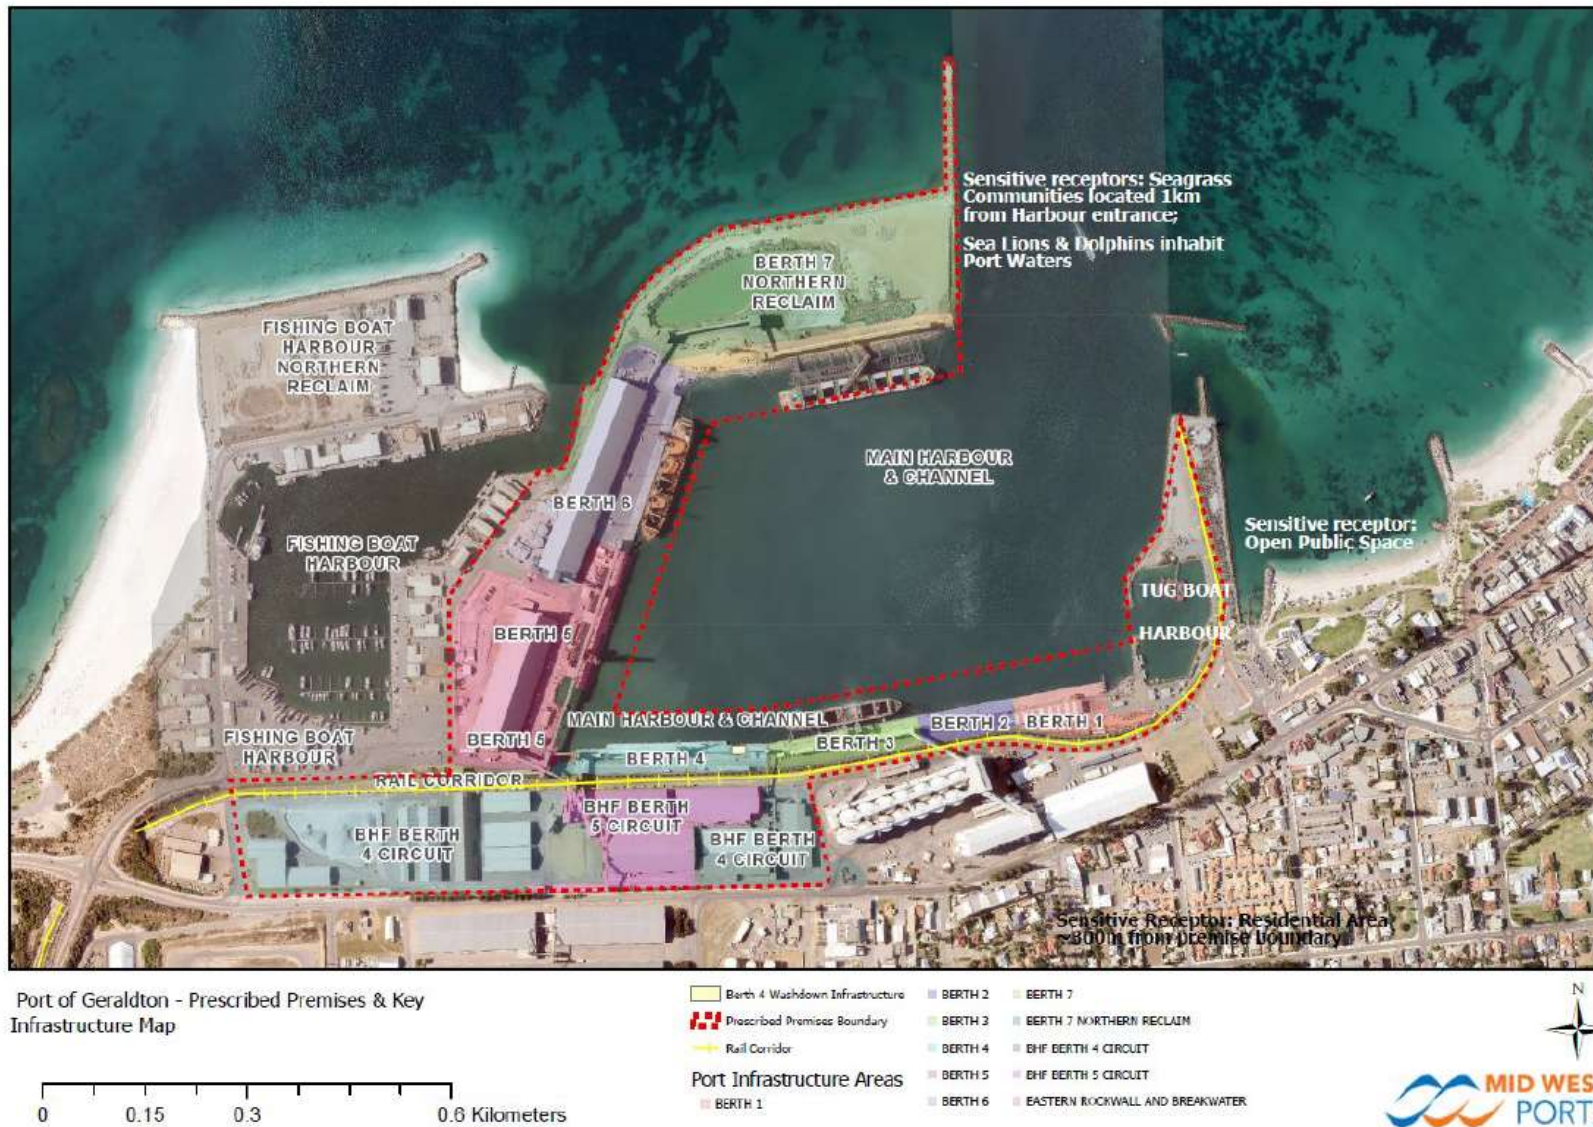 Sensitive receptors: Seagrass
Communities located 1km
from Harbour entrance;
Sea Lions & Dolphins inhabit
Port Waters
BERTH 7
NORTHERN
RECLAIM
FISHING BOAT
HARBOUR
NORTHERN
RECLAIM
MAIN HARBOUR
& CHANNEL
BERTH 6
Sensitive receptor:
Open Public Space
FISHING BOAT
HARBOUR
TUG BOAT
HARBOUR
BERTH 5
MAIN HARBOUR & CHANNEL
BERTH 2
BERTH 1
FISHING BOAT
HARBOUR
BERTH 5
BERTH 3
BERTH 4
RAIL CORRIDOR
BHF BERTH
5 CIRCUIT
BHF BERTH
4 CIRCUIT
BHF BERTH
4 CIRCUIT
Sensitive Receptor: Residential Area
~300m from premise boundary
Port of Geraldton - Prescribed Premises & Key
Infrastructure Map
0 0.15 0.3 0.6 Kilometers
Berth 4 Washdown Infrastructure
Prescribed Premises Boundary
Rail Corridor
Port Infrastructure Areas
BERTH 1
BERTH 2
BERTH 3
BERTH 4
BERTH 5
BERTH 6
BERTH 7
BERTH 7 NORTHERN RECLAIM
BHF BERTH 4 CIRCUIT
BHF BERTH 5 CIRCUIT
EASTERN ROCKWALL AND BREAKWATER
N
MID WES
PORT